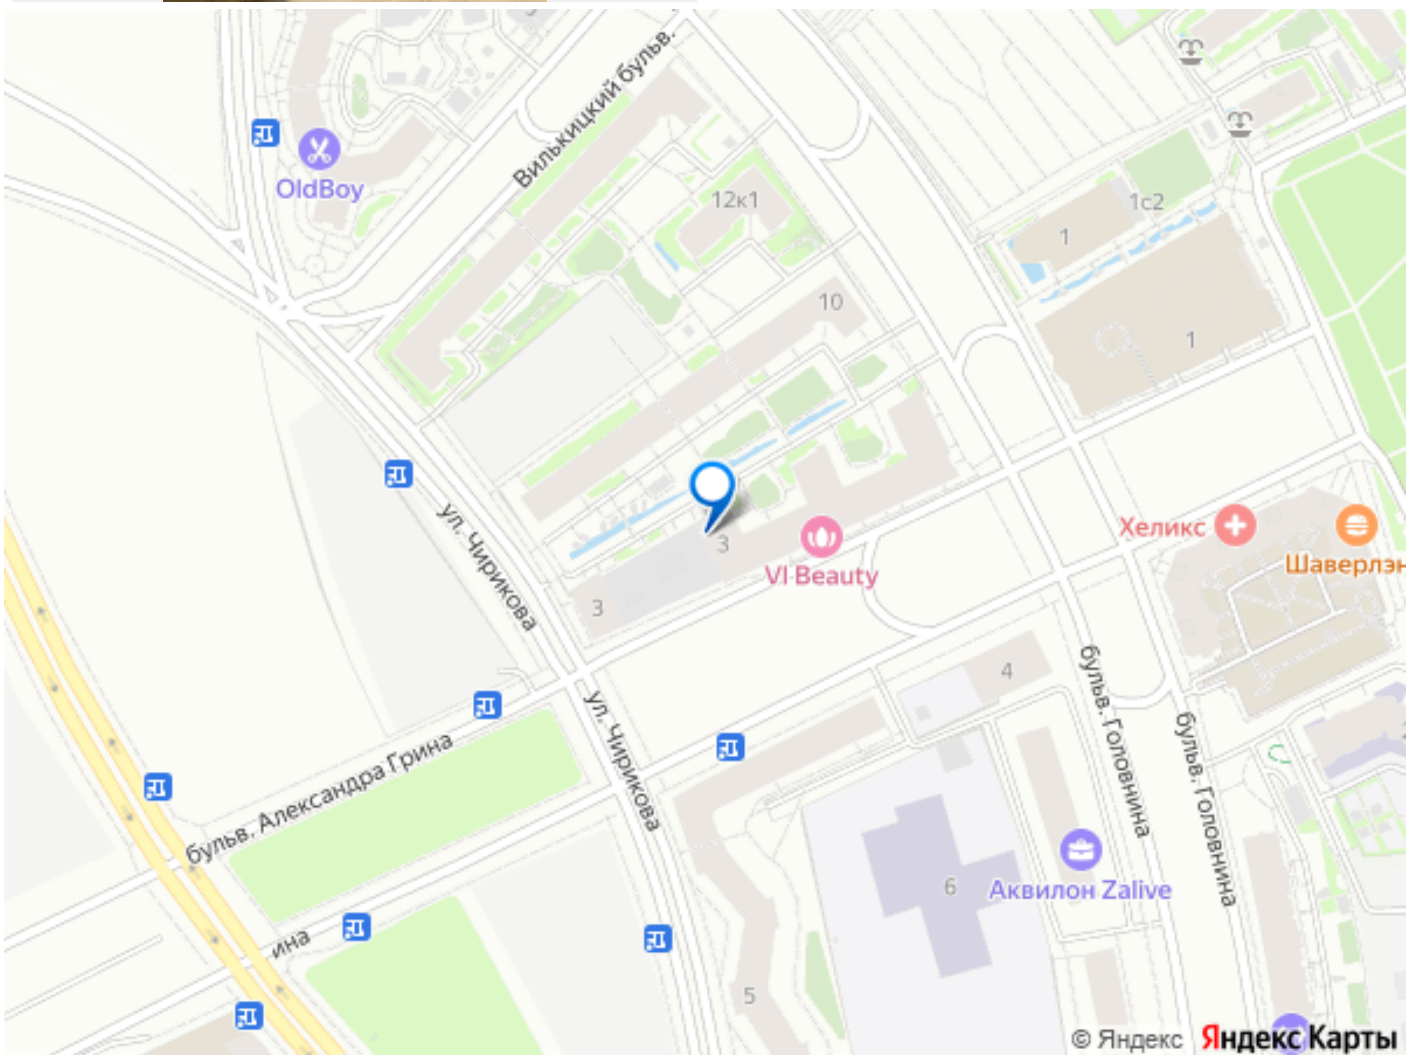 Вилькицкий бульв.
OldBoy
12к1
1с2
1
10
1
ул. Чирикова
3
VI Beauty
3
Хеликс
Шаверлэн
4
бульв. Головнина
бульв. Головнина
ул. Чирикова
бульв. Александра Грина
6
Аквилон Zalive
ина
5
© Яндекс Яндекс Карты